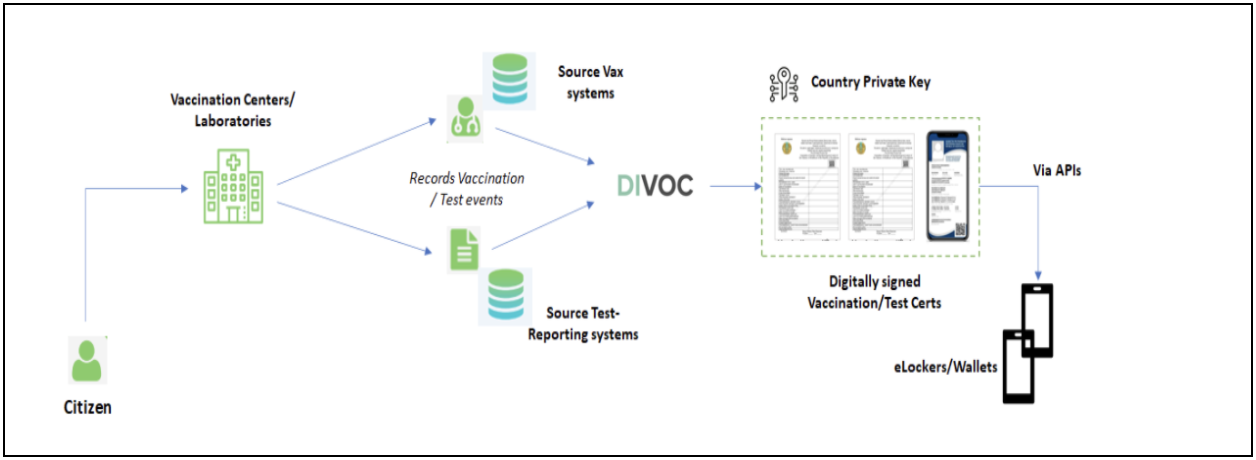 Vaccination Centers/
Laboratories
Citizen
Source Vax
systems
Records Vaccination
/ Test events
Source Test-
Reporting systems
DIVOC
Country Private Key
Digitally signed
Vaccination/Test Certs
Via APIs
eLockers/Wallets